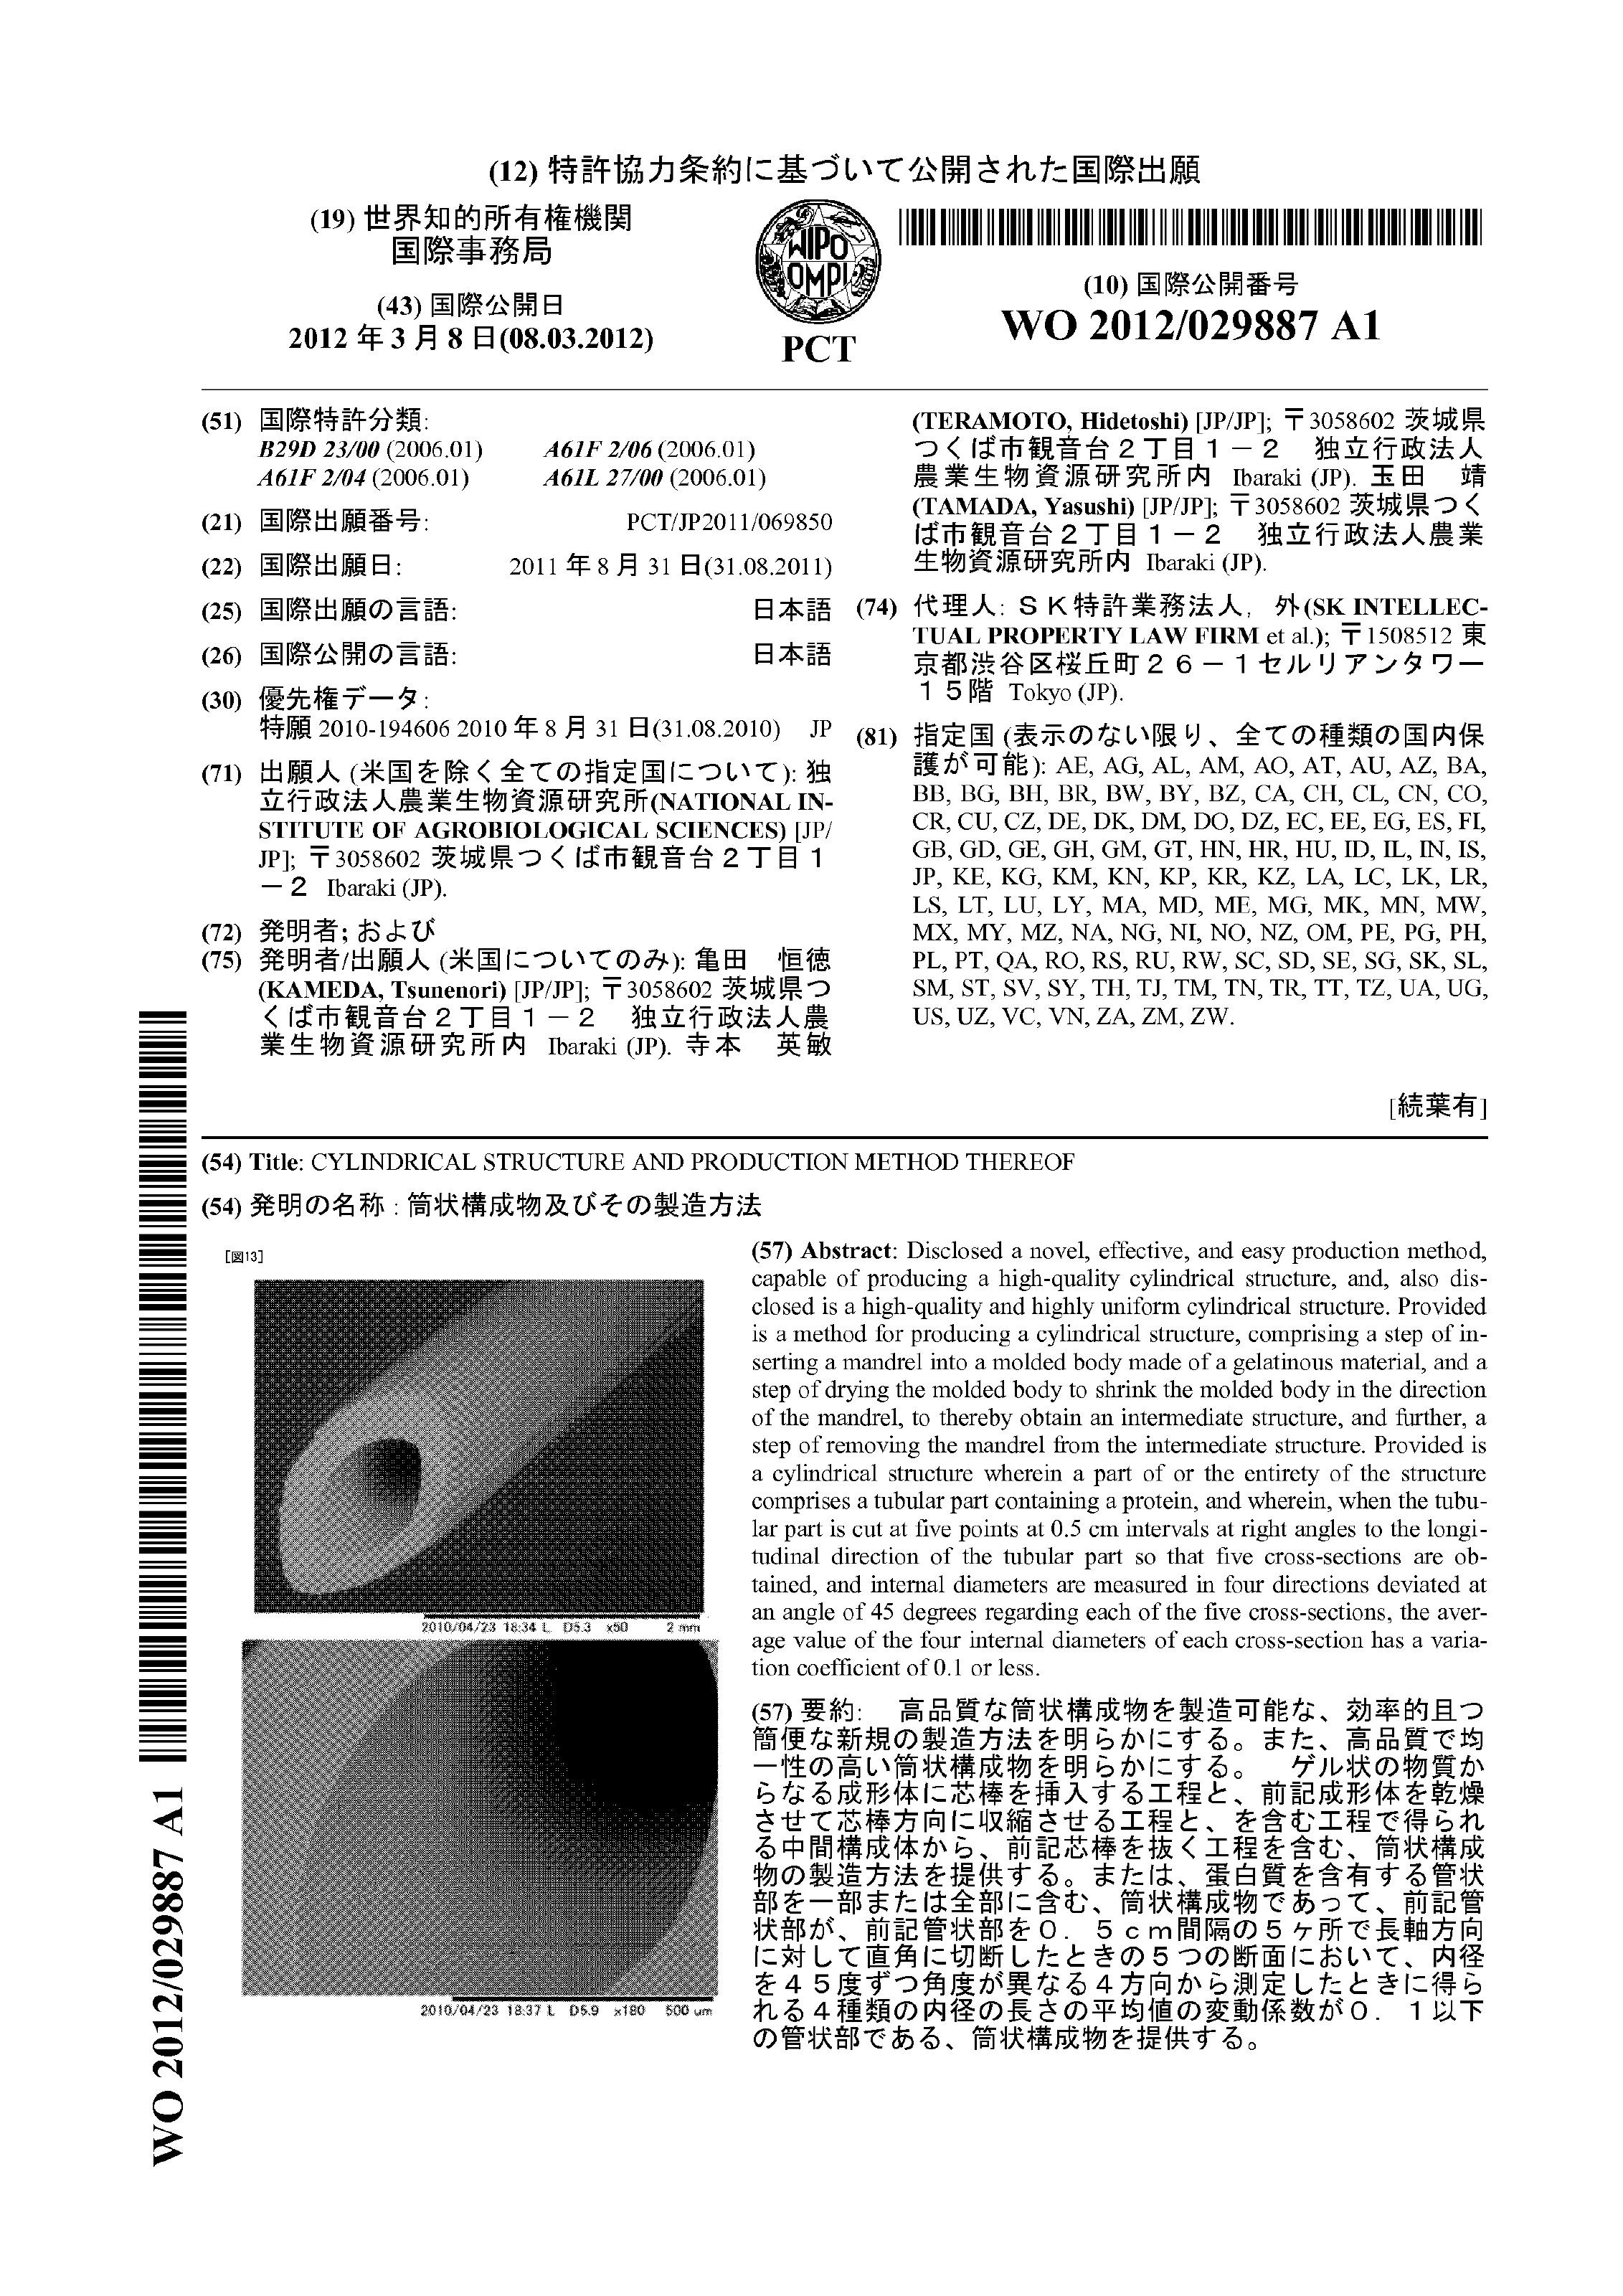 (12) 特許協力条約に基づいて公開された国際出願
(19) 世界知的所有権機関
国際事務局
(43) 国際公開日
2012 年 3 月 8 日(08.03.2012)
WIPO
OMPI
PCT
(10) 国際公開番号
WO 2012/029887 A1
(51) 国際特許分類:
B29D 23/00 (2006.01) A61F 2/06 (2006.01)
A61F 2/04 (2006.01) A61L 27/00 (2006.01)
(21) 国際出願番号: PCT/JP2011/069850
(22) 国際出願日: 2011 年 8 月 31 日(31.08.2011)
(25) 国際出願の言語: 日本語
(26) 国際公開の言語: 日本語
(30) 優先権データ:
特願 2010-194606 2010 年 8 月 31 日(31.08.2010) JP
(71) 出願人 (米国を除く全ての指定国について): 独
立行政法人農業生物資源研究所(NATIONAL IN-
STITUTE OF AGROBIOLOGICAL SCIENCES) [JP/
JP]; 〒3058602 茨城県つくば市観音台2丁目1
－2 Ibaraki (JP).
(72) 発明者; および
(75) 発明者/出願人 (米国についてのみ): 亀田 恒徳
(KAMEDA, Tsunenori) [JP/JP]; 〒3058602 茨城県つ
くば市観音台2丁目1－2 独立行政法人農
業生物資源研究所内 Ibaraki (JP). 寺本 英敏
(TERAMOTO, Hidetoshi) [JP/JP]; 〒3058602 茨城県
つくば市観音台2丁目1－2 独立行政法人
農業生物資源研究所内 Ibaraki (JP). 玉田 靖
(TAMADA, Yasushi) [JP/JP]; 〒3058602 茨城県つく
ば市観音台2丁目1－2 独立行政法人農業
生物資源研究所内 Ibaraki (JP).
(74) 代理人: SK特許業務法人, 外(SK INTELLEC-
TUAL PROPERTY LAW FIRM et al.); 〒1508512 東
京都渋谷区桜丘町26－1セルリアンタワー
15階 Tokyo (JP).
(81) 指定国 (表示のない限り、全ての種類の国内保
護が可能): AE, AG, AL, AM, AO, AT, AU, AZ, BA,
BB, BG, BH, BR, BW, BY, BZ, CA, CH, CL, CN, CO,
CR, CU, CZ, DE, DK, DM, DO, DZ, EC, EE, EG, ES, FI,
GB, GD, GE, GH, GM, GT, HN, HR, HU, ID, IL, IN, IS,
JP, KE, KG, KM, KN, KP, KR, KZ, LA, LC, LK, LR,
LS, LT, LU, LY, MA, MD, ME, MG, MK, MN, MW,
MX, MY, MZ, NA, NG, NI, NO, NZ, OM, PE, PG, PH,
PL, PT, QA, RO, RS, RU, RW, SC, SD, SE, SG, SK, SL,
SM, ST, SV, SY, TH, TJ, TM, TN, TR, TT, TZ, UA, UG,
US, UZ, VC, VN, ZA, ZM, ZW.
[続葉有]
(54) Title: CYLINDRICAL STRUCTURE AND PRODUCTION METHOD THEREOF
(54) 発明の名称 : 筒状構成物及びその製造方法
[図13]
2010/04/23 18:34 L D5.3 x50 2 mm
2010/04/23 18:37 L D5.9 x180 500 um
(57) Abstract: Disclosed a novel, effective, and easy production method,
capable of producing a high-quality cylindrical structure, and, also dis-
closed is a high-quality and highly uniform cylindrical structure. Provided
is a method for producing a cylindrical structure, comprising a step of in-
serting a mandrel into a molded body made of a gelatinous material, and a
step of drying the molded body to shrink the molded body in the direction
of the mandrel, to thereby obtain an intermediate structure, and further, a
step of removing the mandrel from the intermediate structure. Provided is
a cylindrical structure wherein a part of or the entirety of the structure
comprises a tubular part containing a protein, and wherein, when the tubu-
lar part is cut at five points at 0.5 cm intervals at right angles to the longi-
tudinal direction of the tubular part so that five cross-sections are ob-
tained, and internal diameters are measured in four directions deviated at
an angle of 45 degrees regarding each of the five cross-sections, the aver-
age value of the four internal diameters of each cross-section has a varia-
tion coefficient of 0.1 or less.
(57) 要約: 高品質な筒状構成物を製造可能な、効率的且つ
簡便な新規の製造方法を明らかにする。また、高品質で均
一性の高い筒状構成物を明らかにする。 ゲル状の物質か
らなる成形体に芯棒を挿入する工程と、前記成形体を乾燥
させて芯棒方向に収縮させる工程と、を含む工程で得られ
る中間構成体から、前記芯棒を抜く工程を含む、筒状構成
物の製造方法を提供する。または、蛋白質を含有する管状
部を一部または全部に含む、筒状構成物であって、前記管
状部が、前記管状部を0．5cm間隔の5ヶ所で長軸方向
に対して直角に切断したときの5つの断面において、内径
を45度ずつ角度が異なる4方向から測定したときに得ら
れる4種類の内径の長さの平均値の変動係数が0．1以下
の管状部である、筒状構成物を提供する。
WO 2012/029887 A1